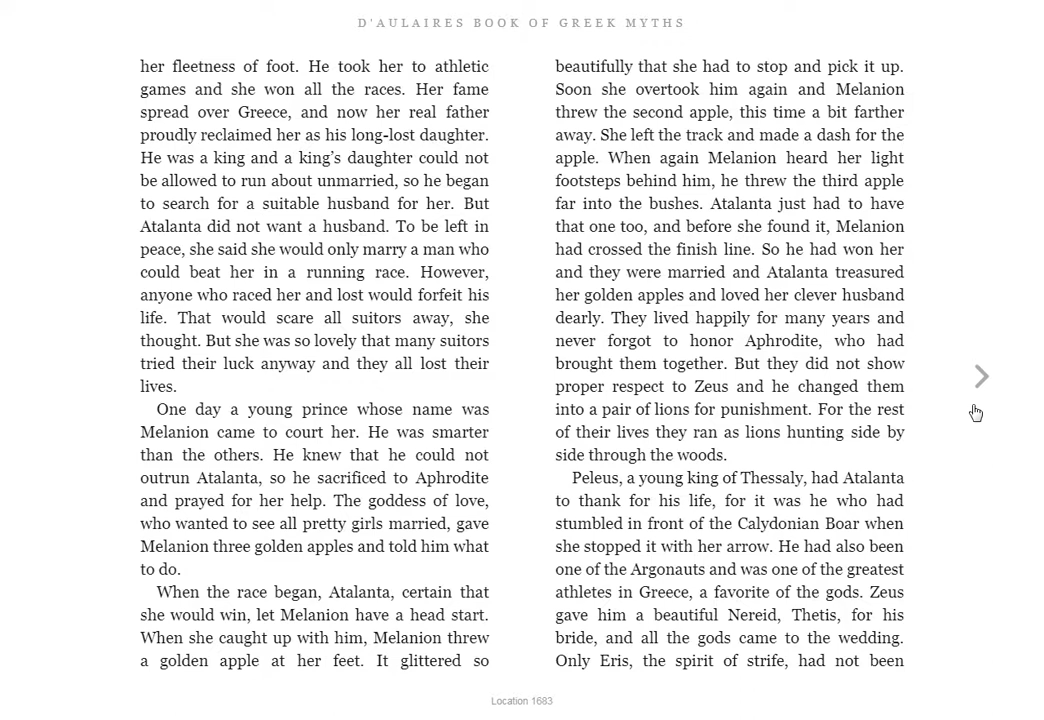 D'AULAIRES BOOK OF GREEK MYTHS
her fleetness of foot. He took her to athletic
games and she won all the races. Her fame
spread over Greece, and now her real father
proudly reclaimed her as his long-lost daughter.
He was a king and a king's daughter could not
be allowed to run about unmarried, so he began
to search for a suitable husband for her. But
Atalanta did not want a husband. To be left in
peace, she said she would only marry a man who
could beat her in a running race. However,
anyone who raced her and lost would forfeit his
life. That would scare all suitors away, she
thought. But she was so lovely that many suitors
tried their luck anyway and they all lost their
lives.
One day a young prince whose name was
Melanion came to court her. He was smarter
than the others. He knew that he could not
outrun Atalanta, so he sacrificed to Aphrodite
and prayed for her help. The goddess of love,
who wanted to see all pretty girls married, gave
Melanion three golden apples and told him what
to do.
When the race began, Atalanta, certain that
she would win, let Melanion have a head start.
When she caught up with him, Melanion threw
a golden apple at her feet. It glittered so
beautifully that she had to stop and pick it up.
Soon she overtook him again and Melanion
threw the second apple, this time a bit farther
away. She left the track and made a dash for the
apple. When again Melanion heard her light
footsteps behind him, he threw the third apple
far into the bushes. Atalanta just had to have
that one too, and before she found it, Melanion
had crossed the finish line. So he had won her
and they were married and Atalanta treasured
her golden apples and loved her clever husband
dearly. They lived happily for many years and
never forgot to honor Aphrodite, who had
brought them together. But they did not show
proper respect to Zeus and he changed them
into a pair of lions for punishment. For the rest
of their lives they ran as lions hunting side by
side through the woods.
Peleus, a young king of Thessaly, had Atalanta
to thank for his life, for it was he who had
stumbled in front of the Calydonian Boar when
she stopped it with her arrow. He had also been
one of the Argonauts and was one of the greatest
athletes in Greece, a favorite of the gods. Zeus
gave him a beautiful Nereid, Thetis, for his
bride, and all the gods came to the wedding.
Only Eris, the spirit of strife, had not been
Location 1683